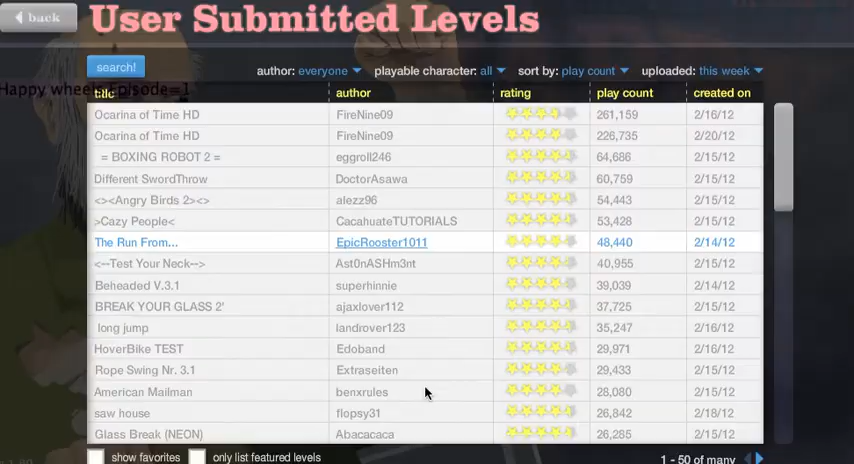 back
User Submitted Levels
search!
author: everyone playable character: all sort by: play count uploaded: this week
Happy wheels Episode=1
title author rating play count created on
Ocarina of Time HD FireNine09 261,159 2/16/12
Ocarina of Time HD FireNine09 226,735 2/20/12
= BOXING ROBOT 2 = eggroll246 64,686 2/15/12
Different SwordThrow DoctorAsawa 60,759 2/15/12
<><Angry Birds 2><> alezz96 54,443 2/15/12
>Cazy People< CacahuateTUTORIALS 53,428 2/15/12
The Run From... EpicRooster1011 48,440 2/14/12
<--Test Your Neck--> Ast0nASHm3nt 40,955 2/15/12
Beheaded V.3.1 superhinnie 39,039 2/14/12
BREAK YOUR GLASS 2' ajaxlover112 37,725 2/15/12
long jump landrover123 35,247 2/16/12
HoverBike TEST Edoband 29,971 2/16/12
Rope Swing Nr. 3.1 Extraseiten 29,433 2/15/12
American Mailman benxrules 28,080 2/15/12
saw house flopsy31 26,842 2/18/12
Glass Break (NEON) Abacacaca 26,285 2/15/12
show favorites only list featured levels 1 - 50 of many